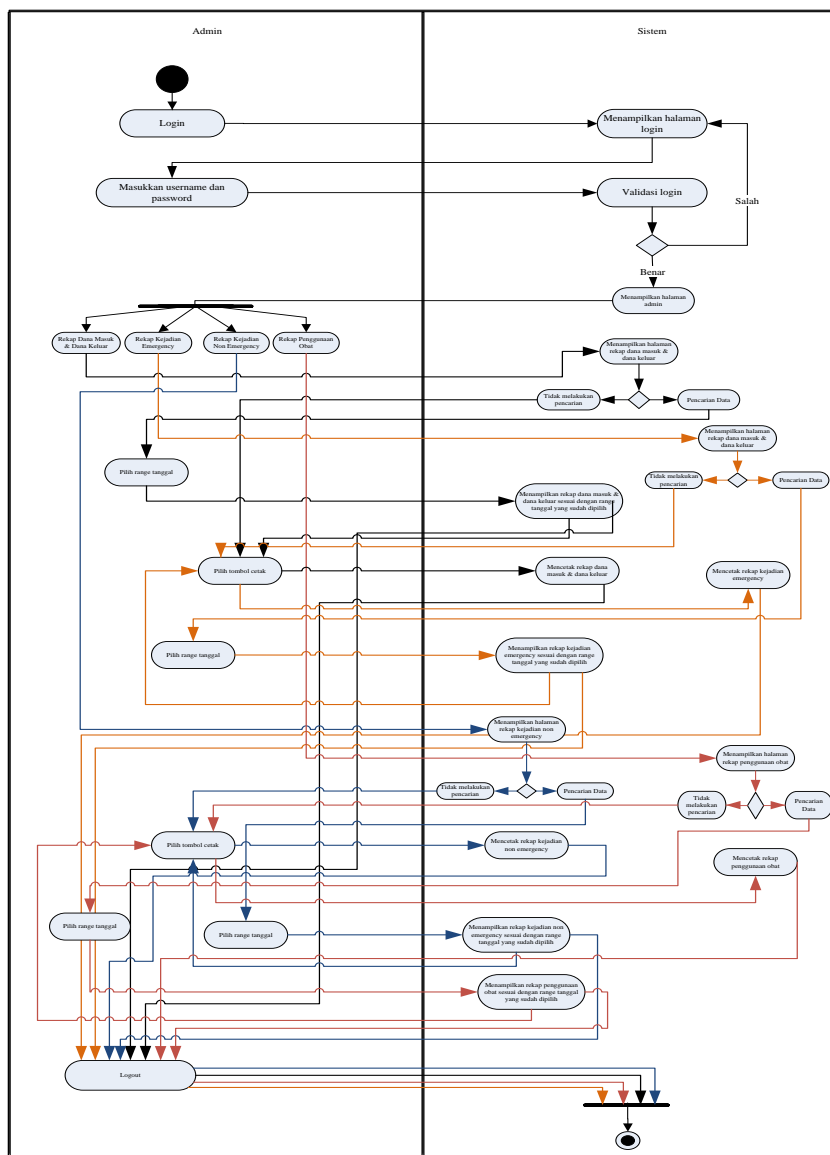 Admin
Sistem
Login
Menampilkan halaman
login
Masukkan username dan
password
Validasi login
Salah
Benar
Menampilkan halaman
admin
Rekap Dana Masuk
& Dana Keluar
Rekap Kejadian
Emergency
Rekap Kejadian
Non Emergency
Rekap Penggunaan
Obat
Menampilkan halaman
rekap dana masuk &
dana keluar
Tidak melakukan
pencarian
Pencarian Data
Menampilkan halaman
rekap dana masuk &
dana keluar
Pilih range tanggal
Tidak melakukan
pencarian
Pencarian Data
Menampilkan rekap dana masuk &
dana keluar sesuai dengan range
tanggal yang sudah dipilih
Pilih tombol cetak
Mencetak rekap dana
masuk & dana keluar
Mencetak rekap kejadian
emergency
Pilih range tanggal
Menampilkan rekap kejadian
emergency sesuai dengan range
tanggal yang sudah dipilih
Menampilkan halaman
rekap kejadian non
emergency
Menampilkan halaman
rekap penggunaan obat
Tidak melakukan
pencarian
Pencarian Data
Tidak
melakukan
pencarian
Pencarian
Data
Pilih tombol cetak
Mencetak rekap kejadian
non emergency
Mencetak rekap
penggunaan obat
Pilih range tanggal
Pilih range tanggal
Menampilkan rekap kejadian non
emergency sesuai dengan range
tanggal yang sudah dipilih
Menampilkan rekap penggunaan
obat sesuai dengan range tanggal
yang sudah dipilih
Logout